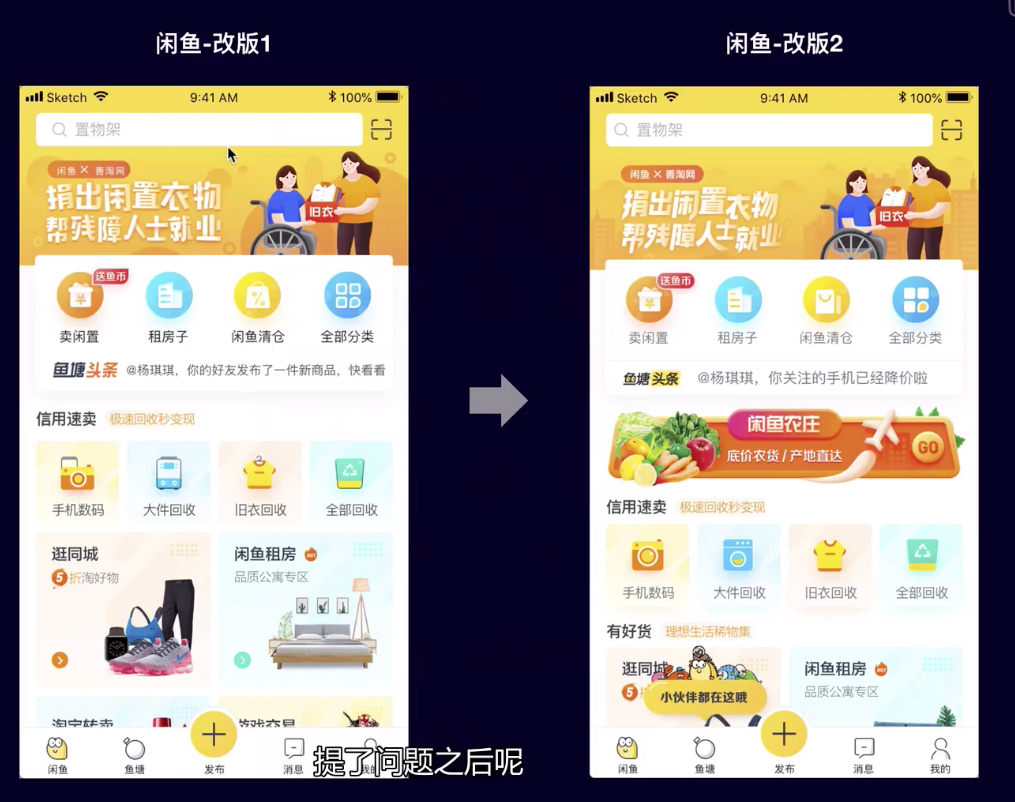 闲鱼-改版1
Sketch
9:41 AM
100%
置物架
闲鱼 × 善淘网
捐出闲置衣物
帮残障人士就业
旧衣
送鱼币
卖闲置
租房子
闲鱼清仓
全部分类
鱼塘头条
@杨琪琪，你的好友发布了一件新商品，快看看
信用速卖
极速回收秒变现
手机数码
大件回收
旧衣回收
全部回收
逛同城
5折淘好物
闲鱼租房
HOT
品质公寓专区
淘宝转卖
游戏交易
闲鱼
鱼塘
发布
消息
我的
闲鱼-改版2
Sketch
9:41 AM
100%
置物架
闲鱼 × 善淘网
捐出闲置衣物
帮残障人士就业
旧衣
送鱼币
卖闲置
租房子
闲鱼清仓
全部分类
鱼塘头条
@杨琪琪，你关注的手机已经降价啦
闲鱼农庄
底价农货 / 产地直达
GO
信用速卖
极速回收秒变现
手机数码
大件回收
旧衣回收
全部回收
有好货
理想生活稀物集
逛同城
5
小伙伴都在这哦
闲鱼租房
HOT
品质公寓专区
闲鱼
鱼塘
发布
消息
我的
提了问题之后呢